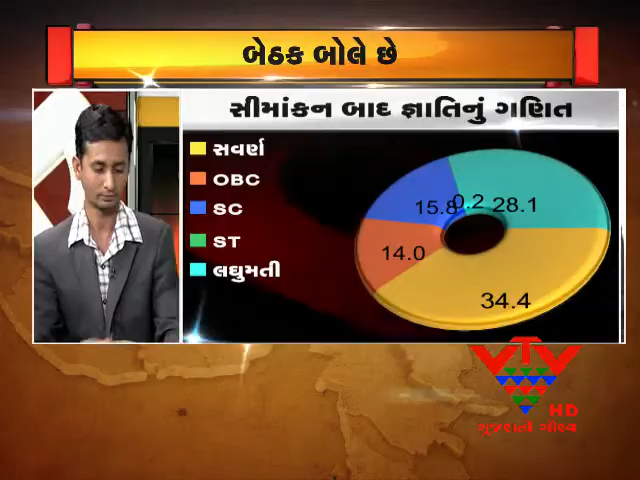 બેઠક બોલે છે
સીમાંકન બાદ જ્ઞાતિનું ગણિત
સવર્ણ
OBC
SC
ST
લઘુમતી
15.8
0.2
28.1
14.0
34.4
VTV
HD
ગુજરાતી ગૌરવ